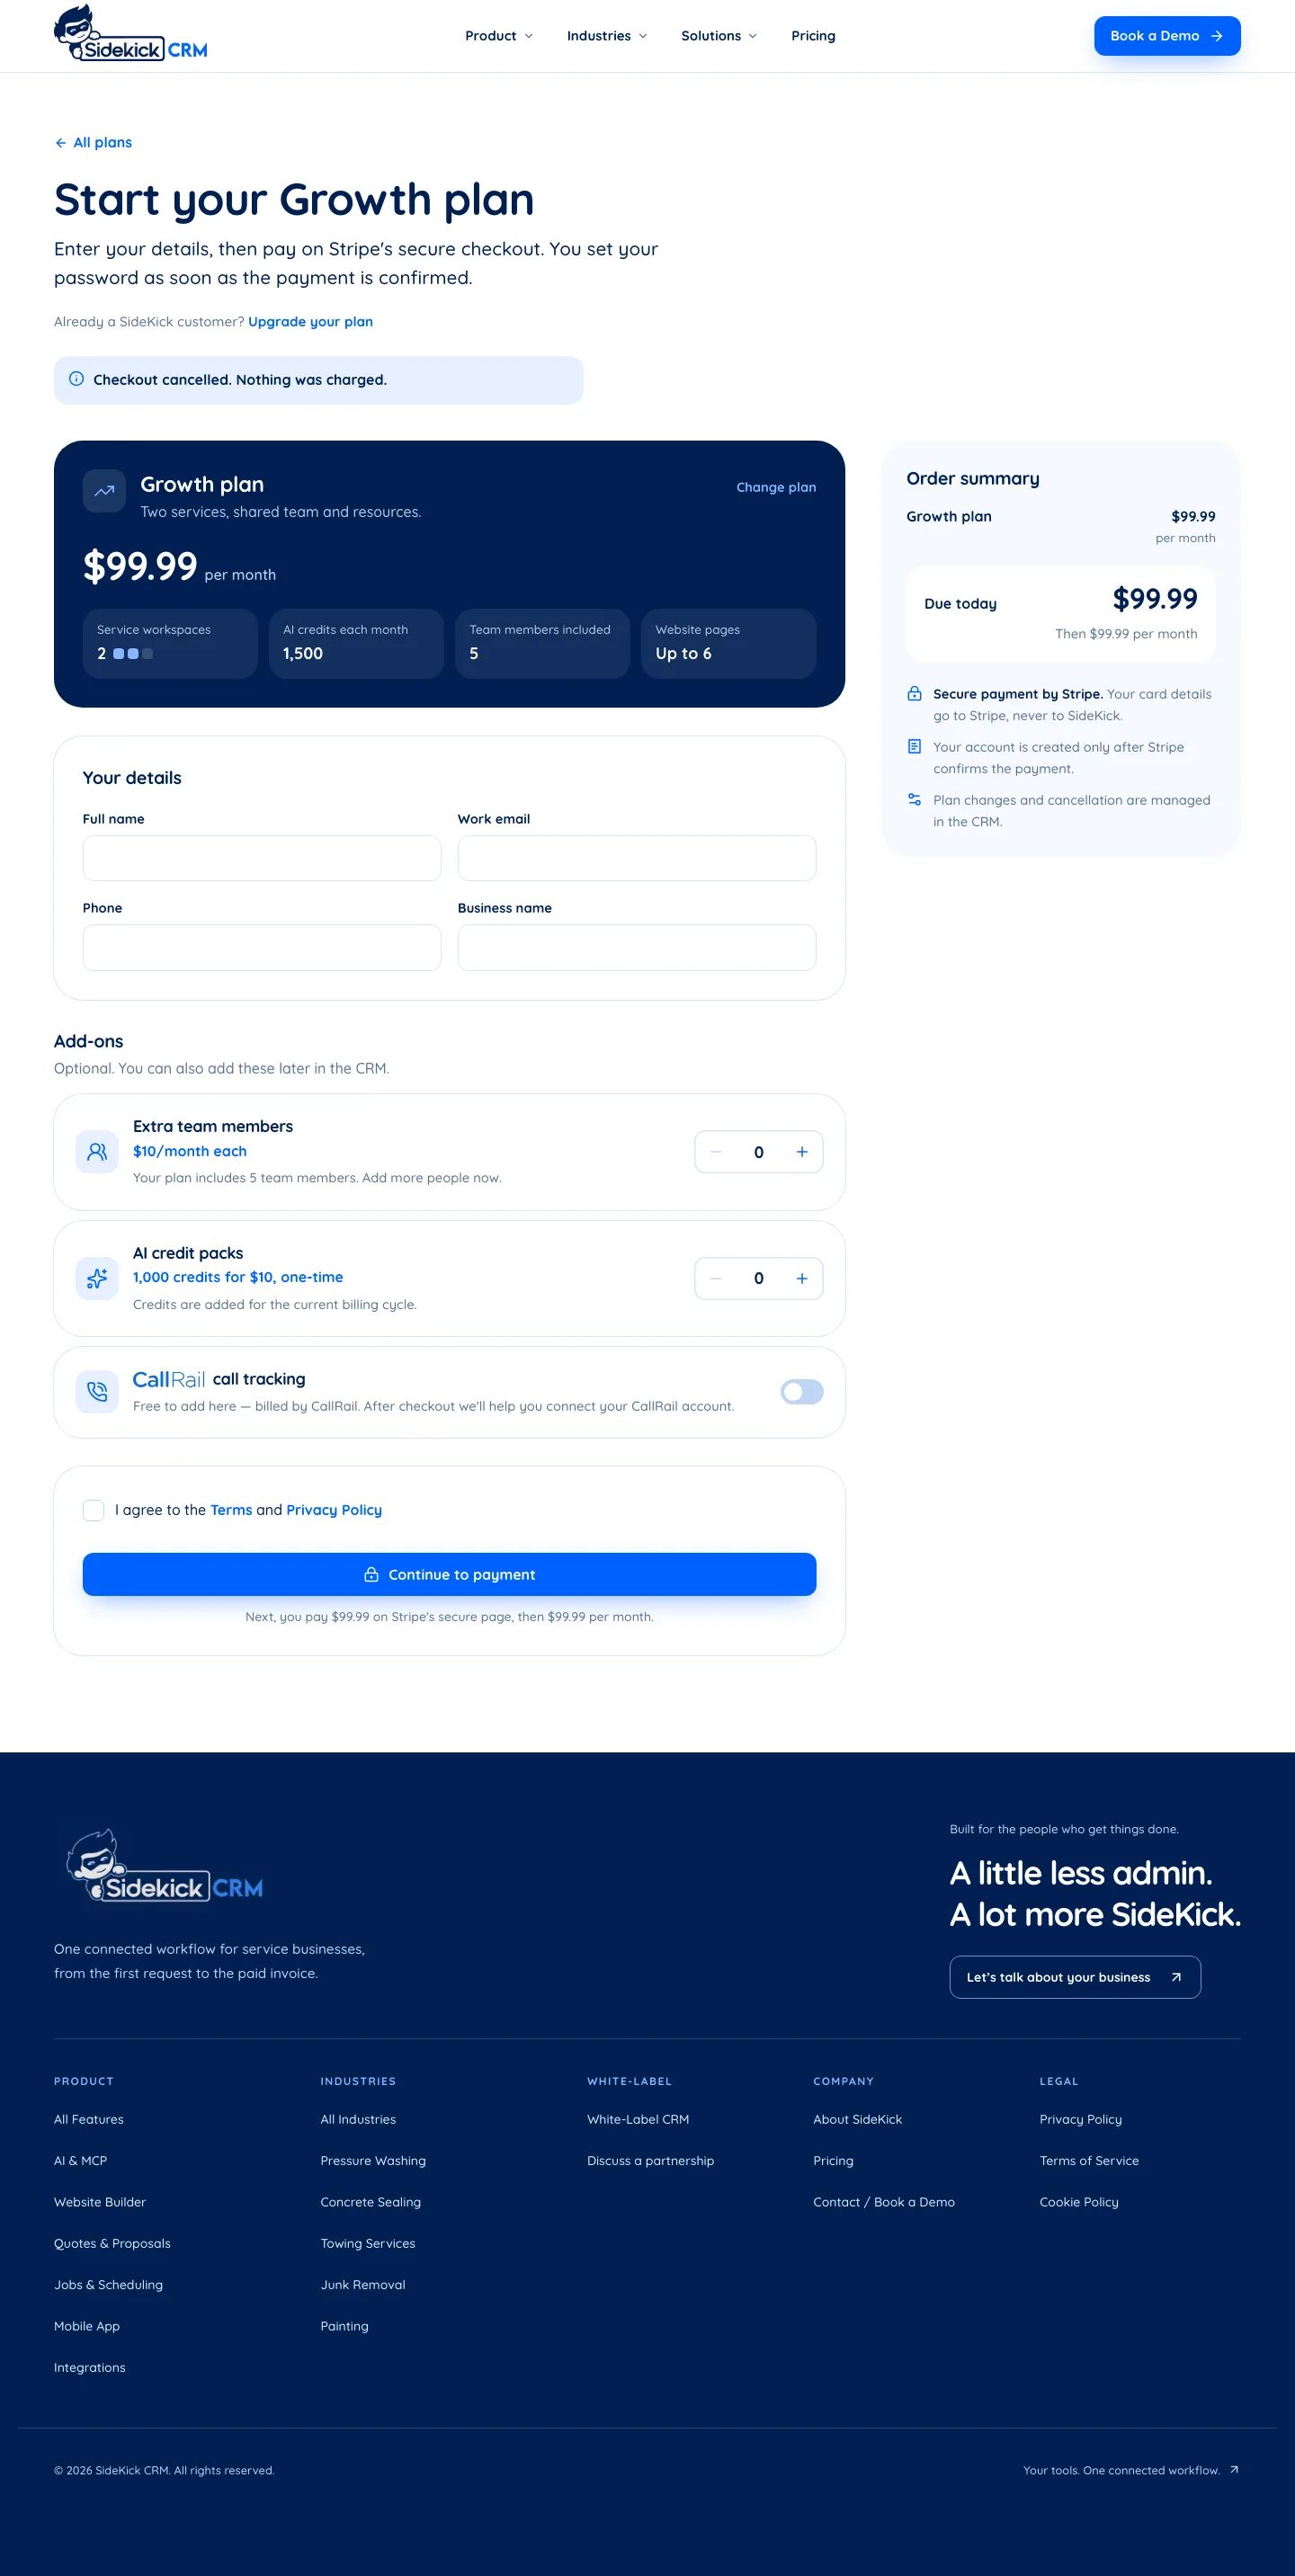 Sidekick CRM
Product
Industries
Solutions
Pricing
Book a Demo
All plans
Start your Growth plan
Enter your details, then pay on Stripe's secure checkout. You set your
password as soon as the payment is confirmed.
Already a SideKick customer? Upgrade your plan
Checkout cancelled. Nothing was charged.
Growth plan
Change plan
Two services, shared team and resources.
$99.99 per month
Service workspaces
2
AI credits each month
1,500
Team members included
5
Website pages
Up to 6
Order summary
Growth plan
$99.99
per month
Due today
$99.99
Then $99.99 per month
Secure payment by Stripe. Your card details
go to Stripe, never to SideKick.
Your account is created only after Stripe
confirms the payment.
Plan changes and cancellation are managed
in the CRM.
Your details
Full name
Work email
Phone
Business name
Add-ons
Optional. You can also add these later in the CRM.
Extra team members
$10/month each
Your plan includes 5 team members. Add more people now.
0
AI credit packs
1,000 credits for $10, one-time
Credits are added for the current billing cycle.
0
CallRail call tracking
Free to add here — billed by CallRail. After checkout we'll help you connect your CallRail account.
I agree to the Terms and Privacy Policy
Continue to payment
Next, you pay $99.99 on Stripe's secure page, then $99.99 per month.
Sidekick CRM
One connected workflow for service businesses,
from the first request to the paid invoice.
Built for the people who get things done.
A little less admin.
A lot more SideKick.
Let's talk about your business
PRODUCT
All Features
AI & MCP
Website Builder
Quotes & Proposals
Jobs & Scheduling
Mobile App
Integrations
INDUSTRIES
All Industries
Pressure Washing
Concrete Sealing
Towing Services
Junk Removal
Painting
WHITE-LABEL
White-Label CRM
Discuss a partnership
COMPANY
About SideKick
Pricing
Contact / Book a Demo
LEGAL
Privacy Policy
Terms of Service
Cookie Policy
© 2026 SideKick CRM. All rights reserved.
Your tools. One connected workflow.